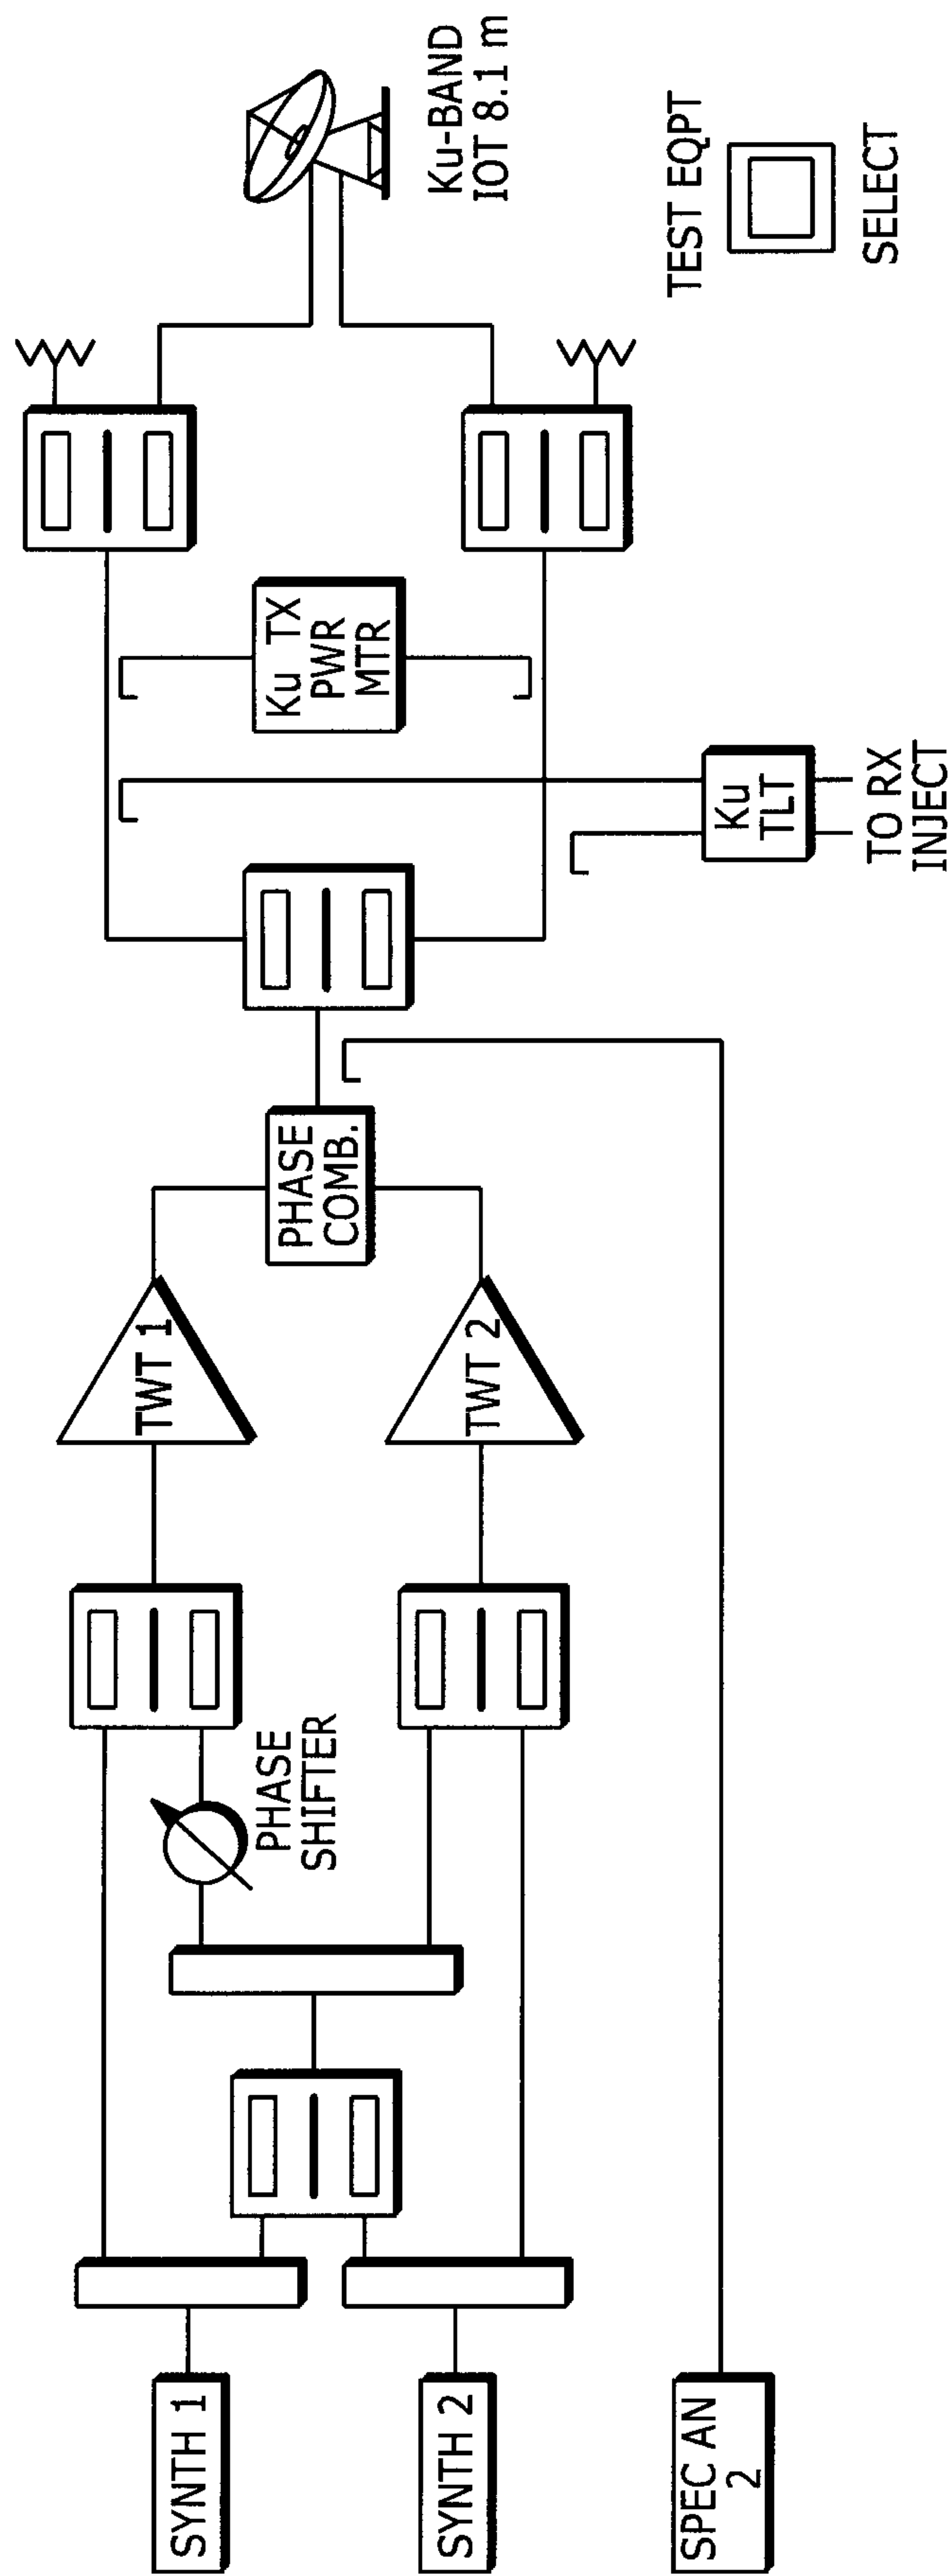 SYNTH 1
SYNTH 2
SPEC AN
2
PHASE
SHIFTER
TWT 1
TWT 2
PHASE
COMB.
Ku TX
PWR
MTR
Ku
TLT
TO RX
INJECT
Ku-BAND
IOT 8.1 m
TEST EQPT
SELECT